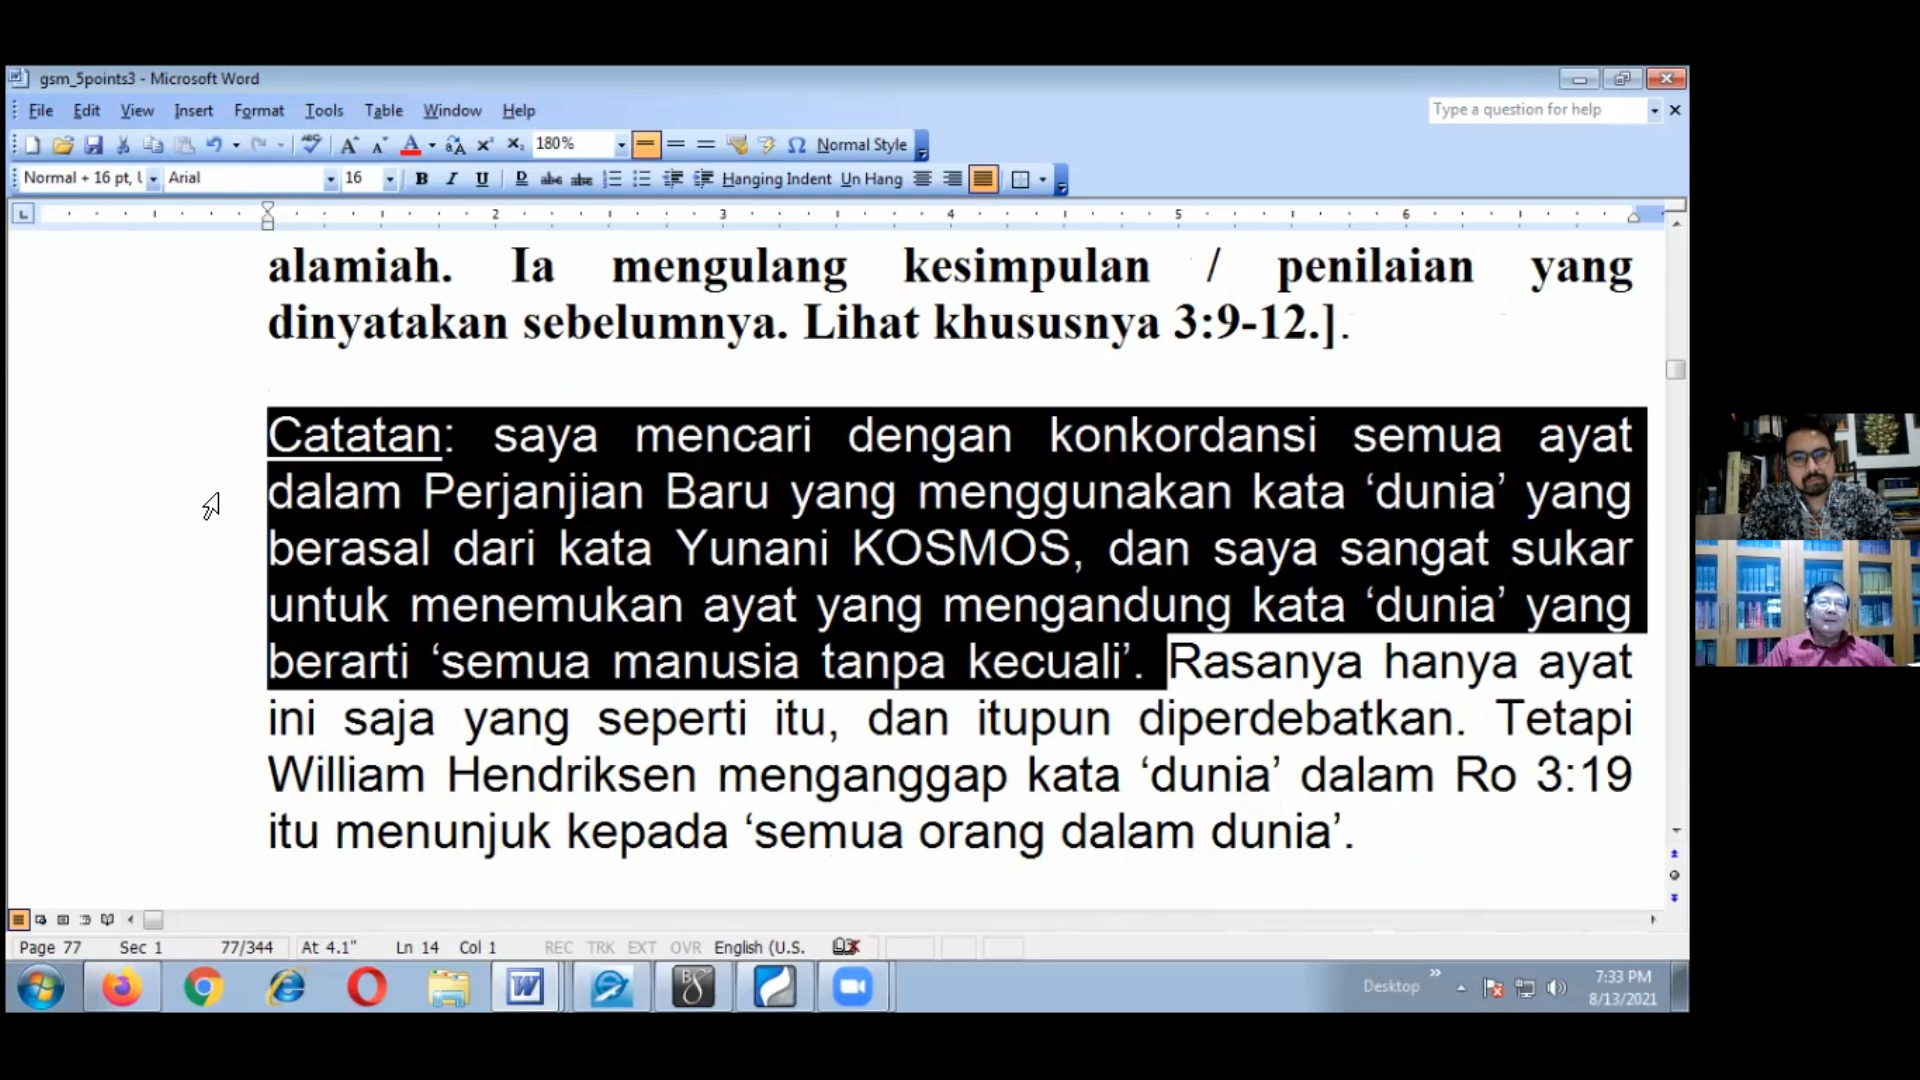 gsm_5points3 - Microsoft Word
File Edit View Insert Format Tools Table Window Help
Type a question for help
180%
Normal Style
Normal + 16 pt, l
Arial
16
Hanging Indent Un Hang
2 3 4 5 6
alamiah. Ia mengulang kesimpulan / penilaian yang
dinyatakan sebelumnya. Lihat khususnya 3:9-12.].
Catatan: saya mencari dengan konkordansi semua ayat
dalam Perjanjian Baru yang menggunakan kata ‘dunia’ yang
berasal dari kata Yunani KOSMOS, dan saya sangat sukar
untuk menemukan ayat yang mengandung kata ‘dunia’ yang
berarti ‘semua manusia tanpa kecuali’. Rasanya hanya ayat
ini saja yang seperti itu, dan itupun diperdebatkan. Tetapi
William Hendriksen menganggap kata ‘dunia’ dalam Ro 3:19
itu menunjuk kepada ‘semua orang dalam dunia’.
Page 77 Sec 1 77/344 At 4.1" Ln 14 Col 1 REC TRK EXT OVR English (U.S.
Desktop
7:33 PM
8/13/2021